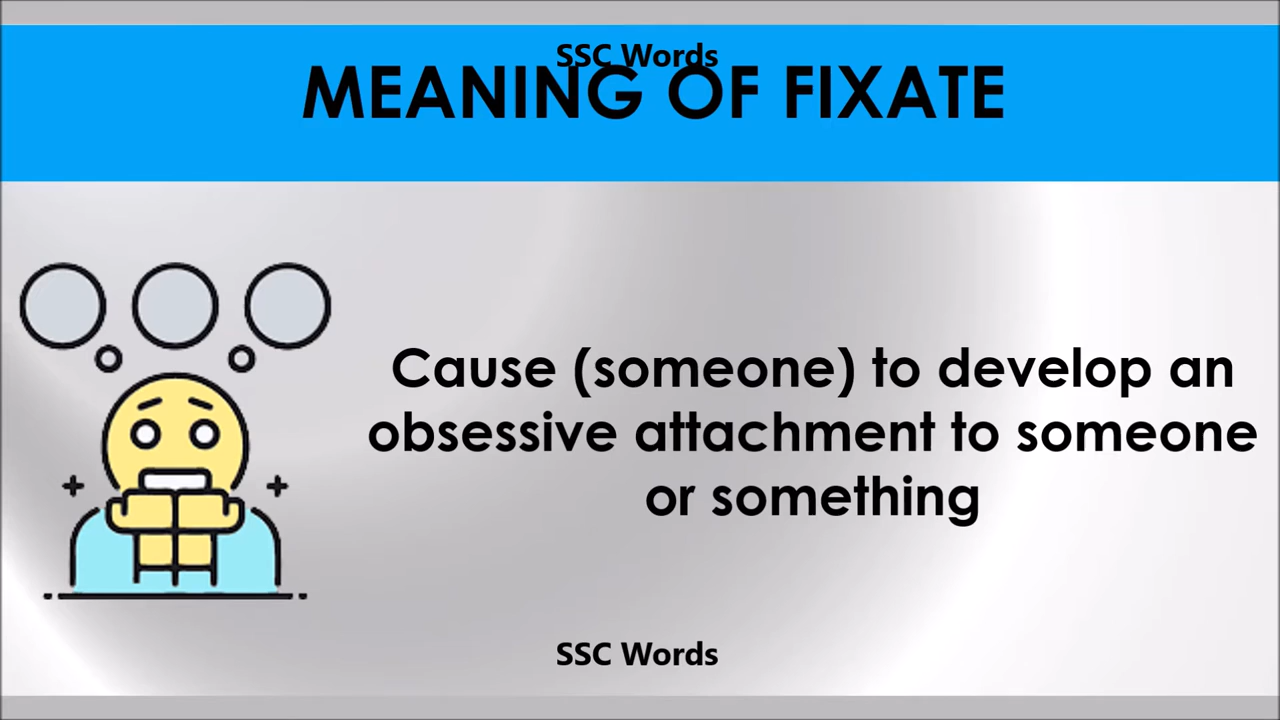 SSC Words
MEANING OF FIXATE
Cause (someone) to develop an
obsessive attachment to someone
or something
SSC Words